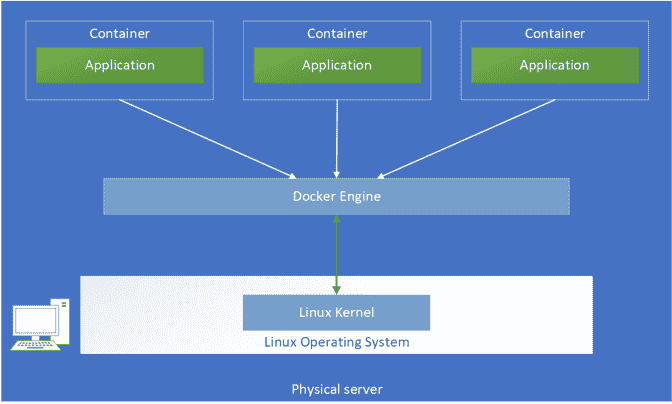 Container
Container
Container
Application
Application
Application
Docker Engine
Linux Kernel
Linux Operating System
Physical server